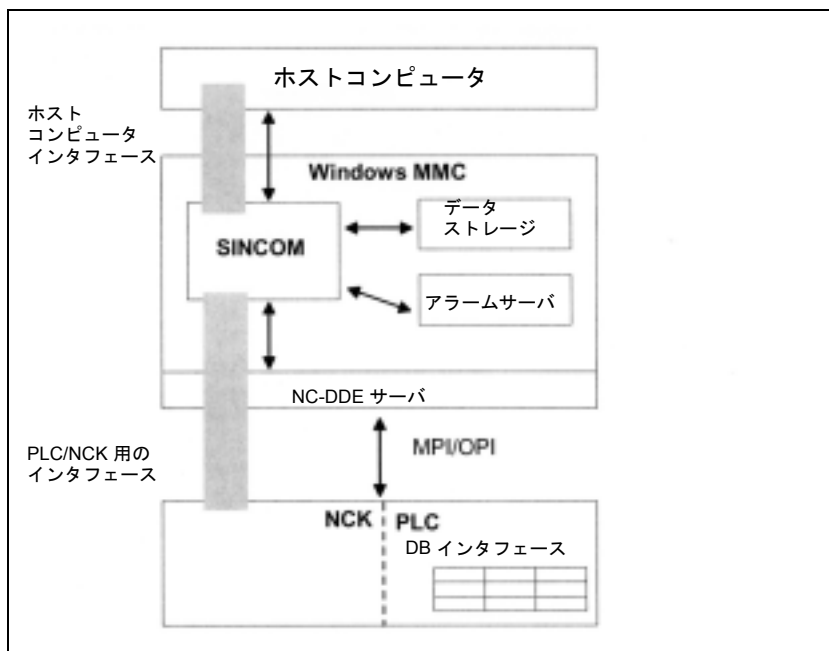 ホストコンピュータ
ホスト
コンピュータ
インタフェース
Windows MMC
データ
ストレージ
SINCOM
アラームサーバ
NC-DDE サーバ
PLC/NCK 用の
インタフェース
MPI/OPI
NCK
PLC
DB インタフェース